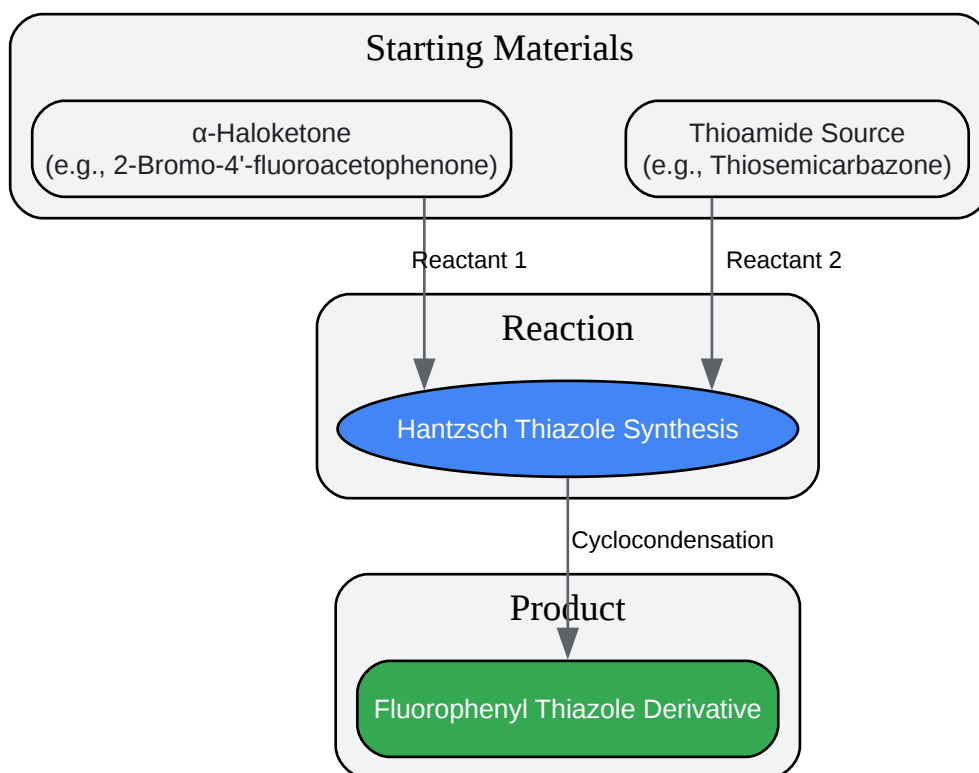 Starting Materials
α-Haloketone
(e.g., 2-Bromo-4'-fluoroacetophenone)
Thioamide Source
(e.g., Thiosemicarbazone)
Reactant 1
Reactant 2
Reaction
Hantzsch Thiazole Synthesis
Cyclocondensation
Product
Fluorophenyl Thiazole Derivative